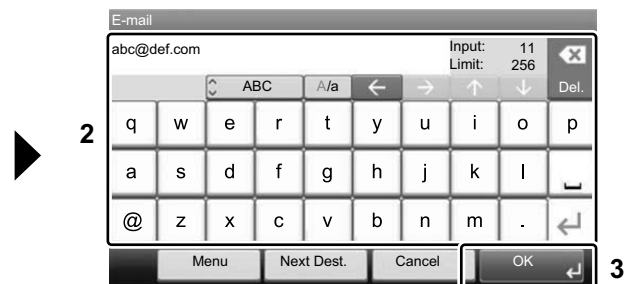 E-mail
abc@def.com Input: 11
Limit: 256
ABC A/a ← → ↑ ↓ Del.
2
q w e r t y u i o p
a s d f g h j k l
@ z x c v b n m .
Menu Next Dest. Cancel OK
3